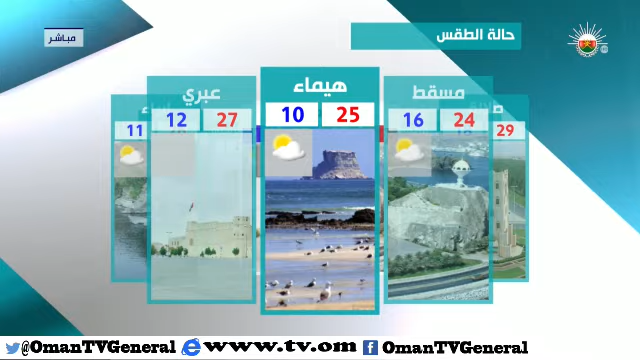 حالة الطقس
مباشر
هيماء
10 25
مسقط
16 24
عبري
12 27
29
11
@OmanTVGeneral
www.tv.om
OmanTVGeneral